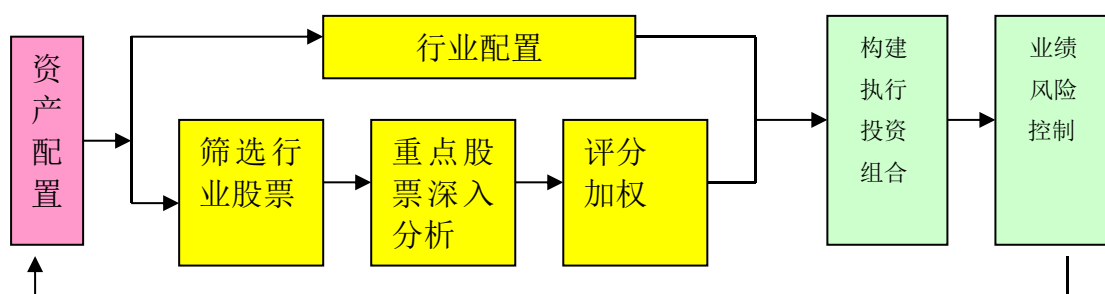 资
产
配
置
行业配置
筛选行
业股票
重点股
票深入
分析
评分
加权
构建
执行
投资
组合
业绩
风险
控制